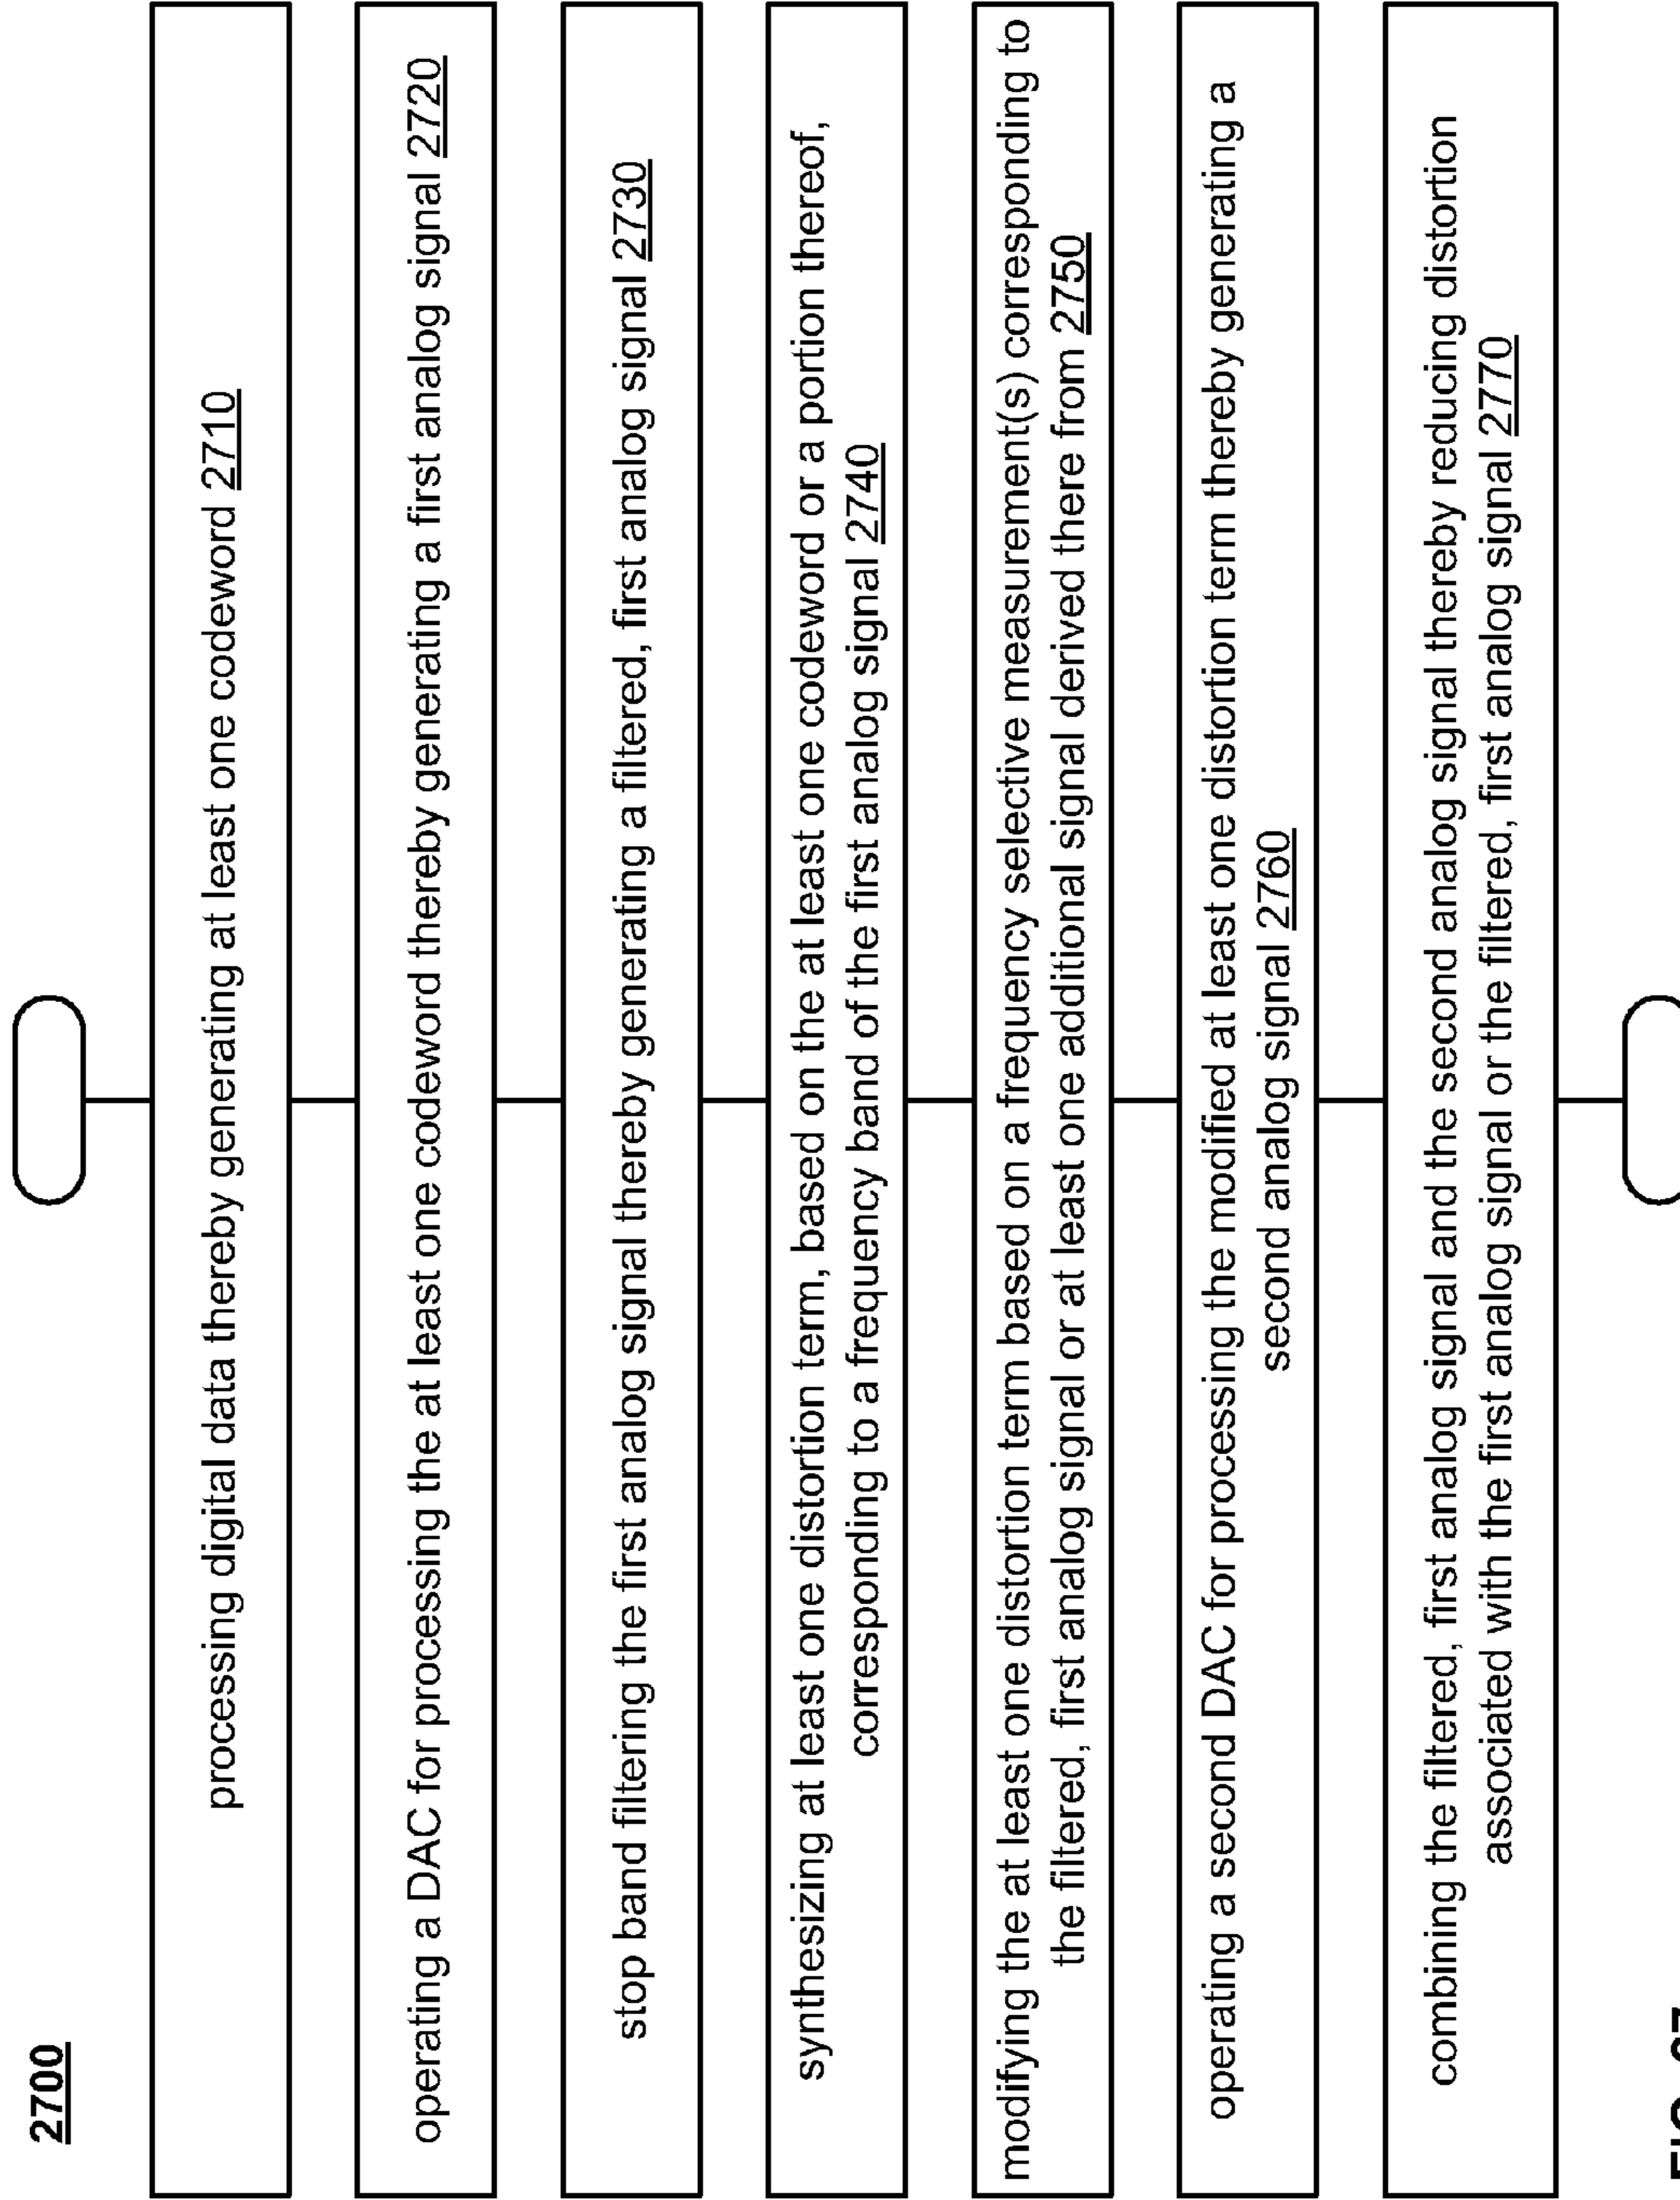 2700
processing digital data thereby generating at least one codeword 2710
operating a DAC for processing the at least one codeword thereby generating a first analog signal 2720
stop band filtering the first analog signal thereby generating a filtered, first analog signal 2730
synthesizing at least one distortion term, based on the at least one codeword or a portion thereof,
corresponding to a frequency band of the first analog signal 2740
modifying the at least one distortion term based on a frequency selective measurement(s) corresponding to
the filtered, first analog signal or at least one additional signal derived there from 2750
operating a second DAC for processing the modified at least one distortion term thereby generating a
second analog signal 2760
combining the filtered, first analog signal and the second analog signal thereby reducing distortion
associated with the first analog signal or the filtered, first analog signal 2770